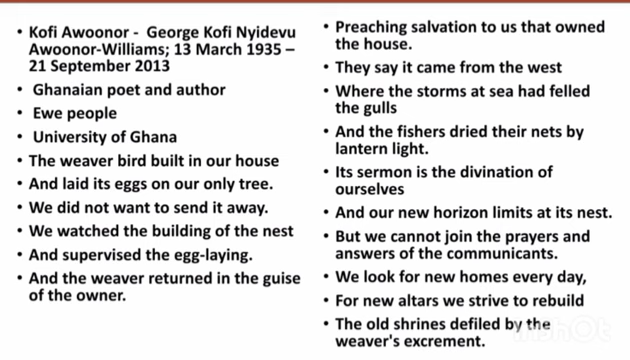 • Kofi Awoonor -  George Kofi Nyidevu
Awoonor-Williams; 13 March 1935 –
21 September 2013
• Ghanaian poet and author
• Ewe people
• University of Ghana
• The weaver bird built in our house
• And laid its eggs on our only tree.
• We did not want to send it away.
• We watched the building of the nest
• And supervised the egg-laying.
• And the weaver returned in the guise
of the owner.
• Preaching salvation to us that owned
the house.
• They say it came from the west
• Where the storms at sea had felled
the gulls
• And the fishers dried their nets by
lantern light.
• Its sermon is the divination of
ourselves
• And our new horizon limits at its nest.
• But we cannot join the prayers and
answers of the communicants.
• We look for new homes every day,
• For new altars we strive to rebuild
• The old shrines defiled by the
weaver's excrement.
InShOt